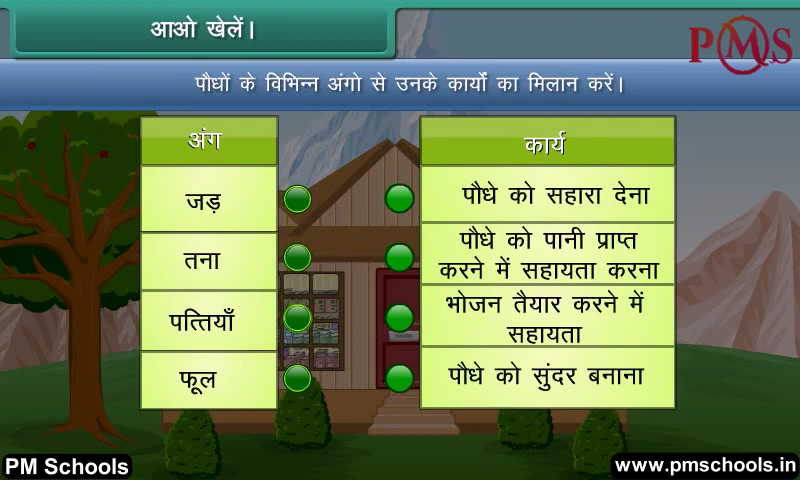 आओ खेलें।
PMS
पौधों के विभिन्न अंगो से उनके कार्यों का मिलान करें।
अंग
कार्य
जड़
पौधे को सहारा देना
तना
पौधे को पानी प्राप्त
करने में सहायता करना
पत्तियाँ
भोजन तैयार करने में
सहायता
फूल
पौधे को सुंदर बनाना
PM Schools
www.pmschools.in